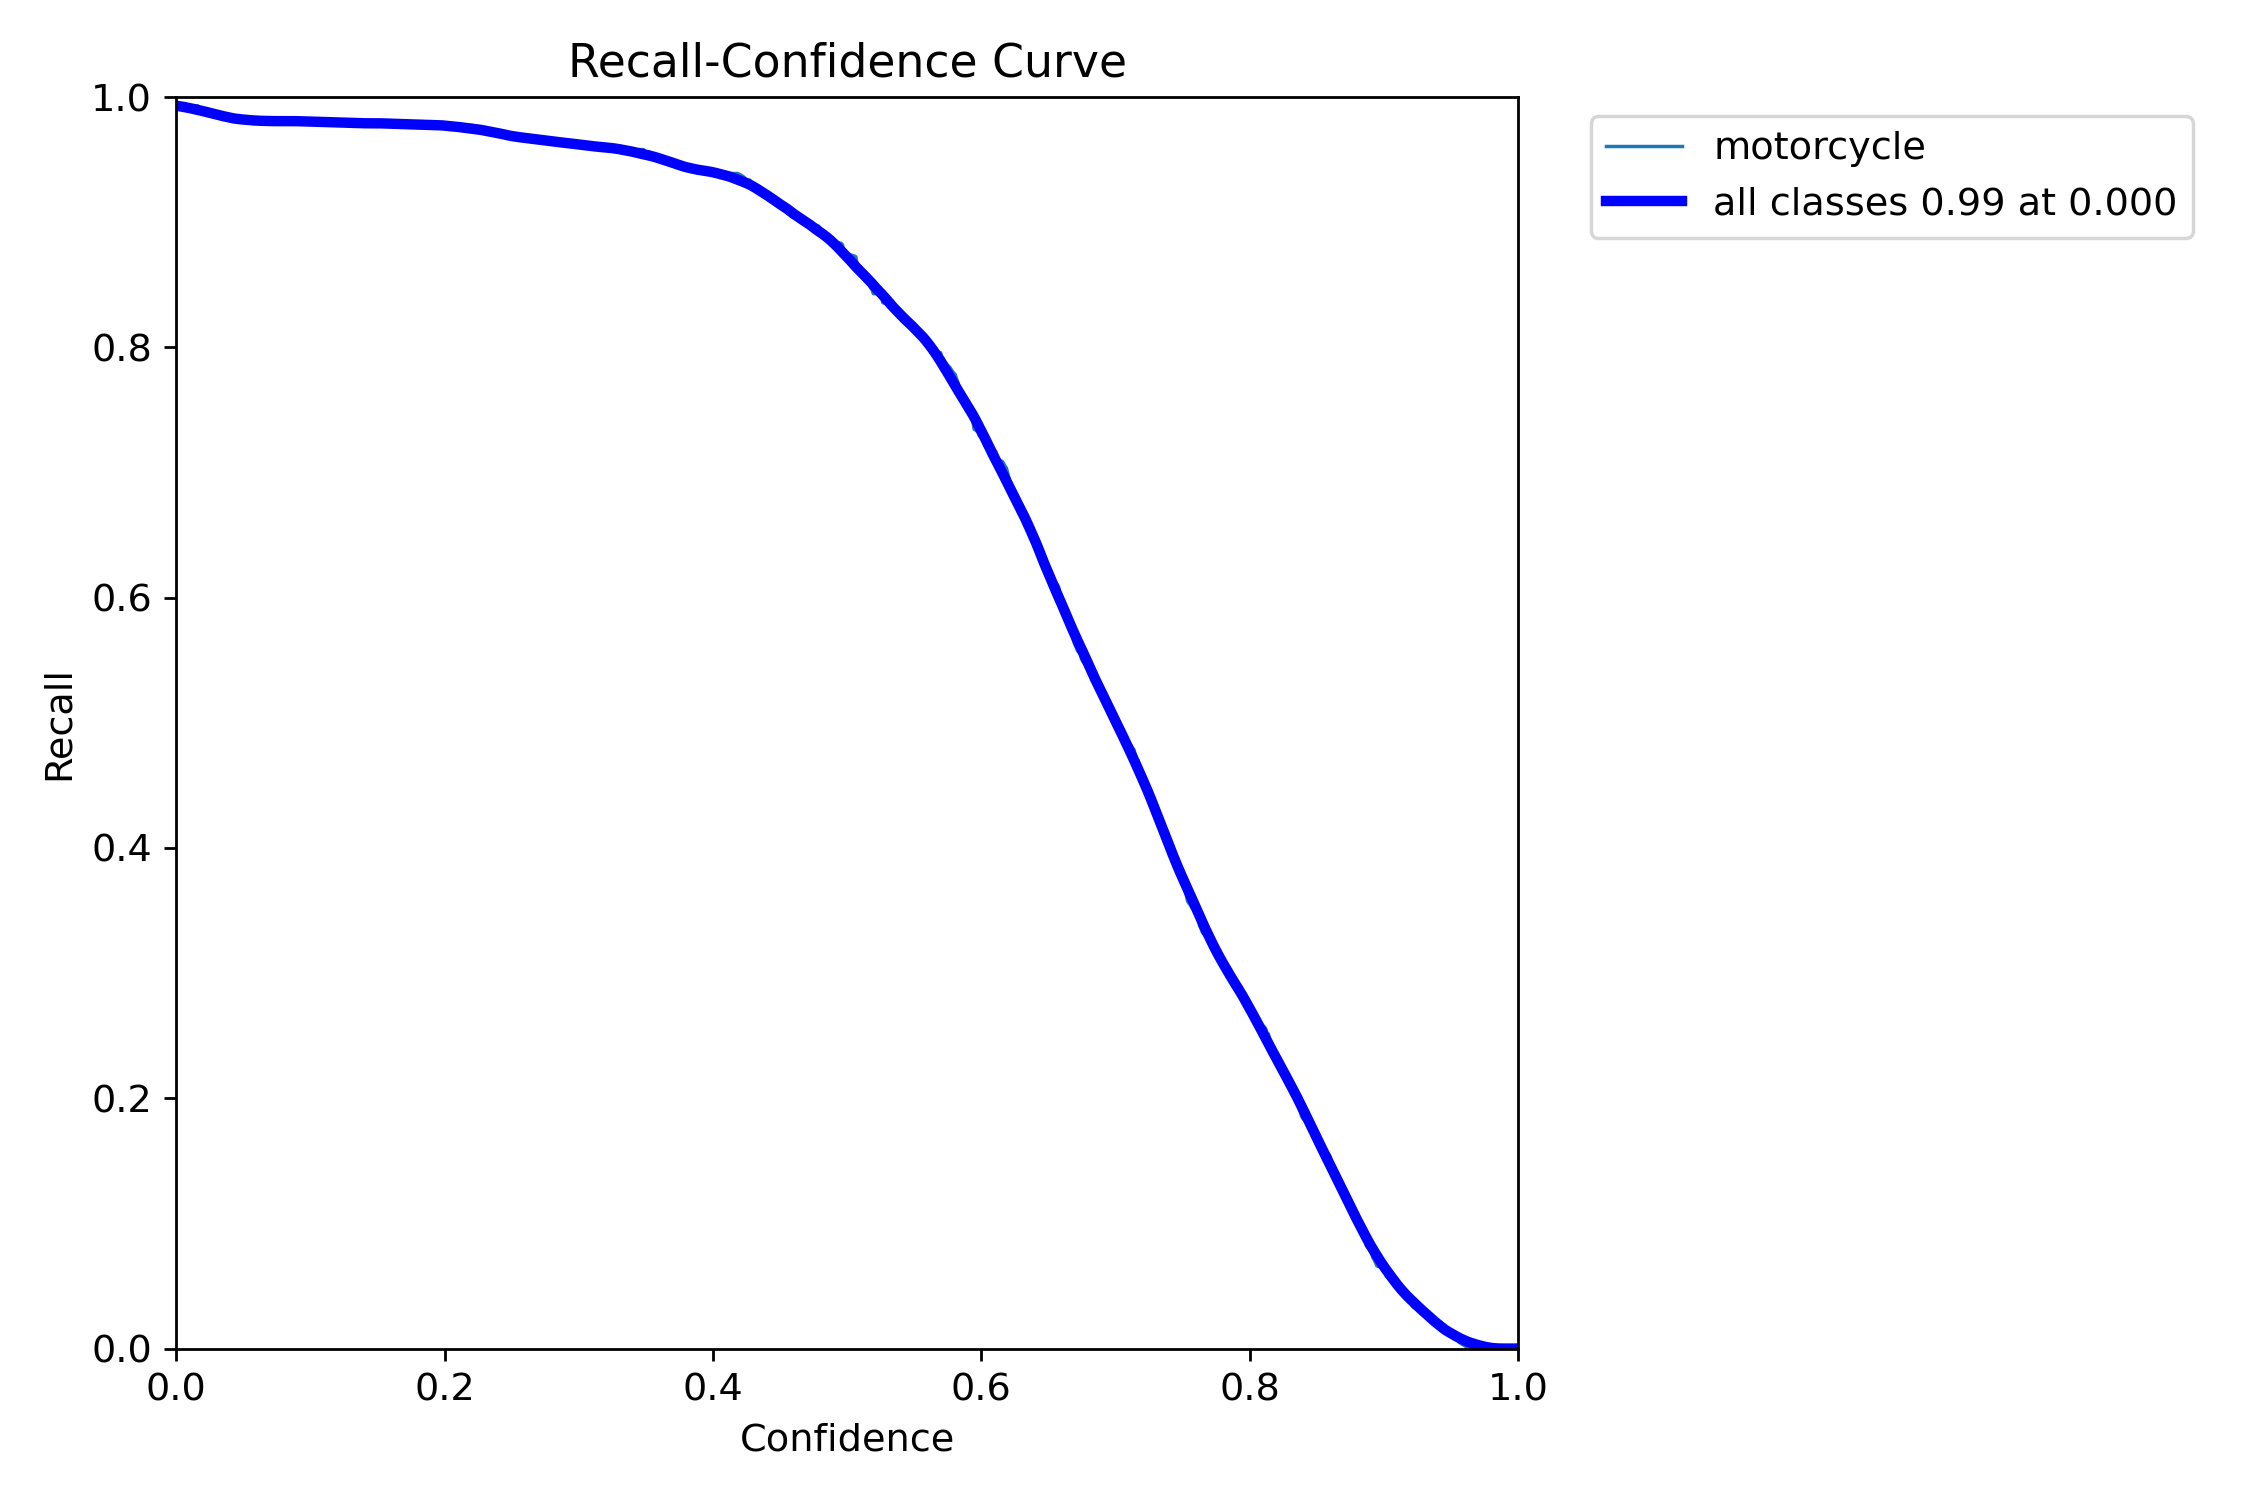 Recall-Confidence Curve
motorcycle
all classes 0.99 at 0.000
1.0
0.8
0.6
0.4
0.2
0.0
Recall
0.0 0.2 0.4 0.6 0.8 1.0
Confidence